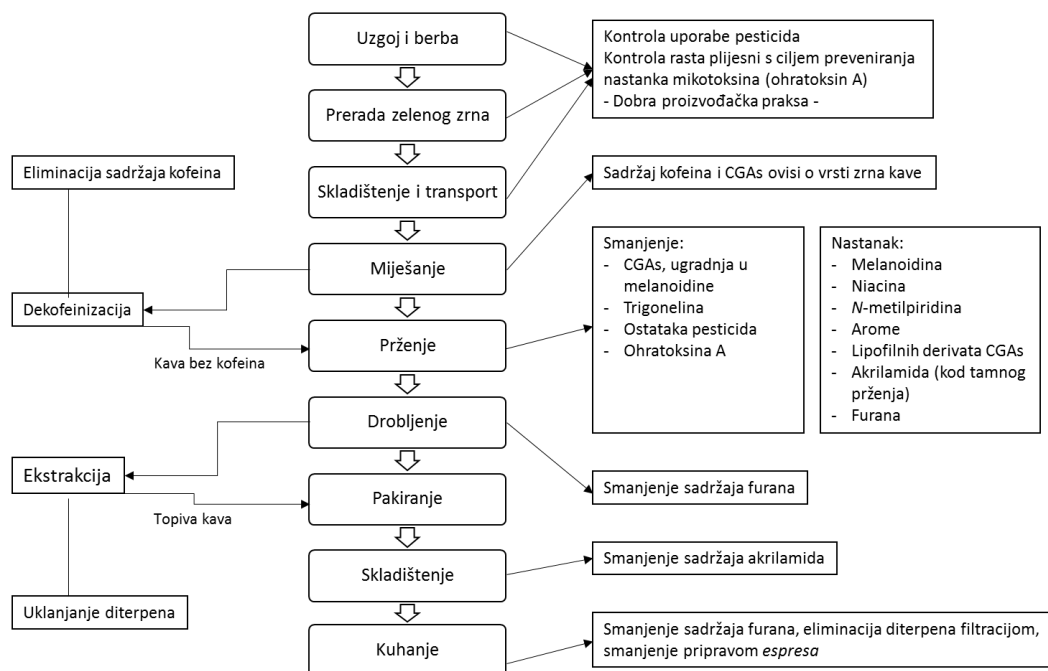 Uzgoj i berba
Kontrola uporabe pesticida
Kontrola rasta plijesni s ciljem preveniranja
nastanka mikotoksina (ohratoksin A)
- Dobra proizvođačka praksa -
Prerada zelenog zrna
Eliminacija sadržaja kofeina
Skladištenje i transport
Sadržaj kofeina i CGAs ovisi o vrsti zrna kave
Miješanje
Dekofeinizacija
Kava bez kofeina
Prženje
Smanjenje:
- CGAs, ugradnja u
melanoidine
- Trigonelina
- Ostataka pesticida
- Ohratoksina A
Nastanak:
- Melanoidina
- Niacina
- N-metilpiridina
- Arome
- Lipofilnih derivata CGAs
- Akrilamida (kod tamnog
prženja)
- Furana
Drobljenje
Ekstrakcija
Topiva kava
Smanjenje sadržaja furana
Pakiranje
Skladištenje
Smanjenje sadržaja akrilamida
Uklanjanje diterpena
Kuhanje
Smanjenje sadržaja furana, eliminacija diterpena filtracijom,
smanjenje pripravom espresa